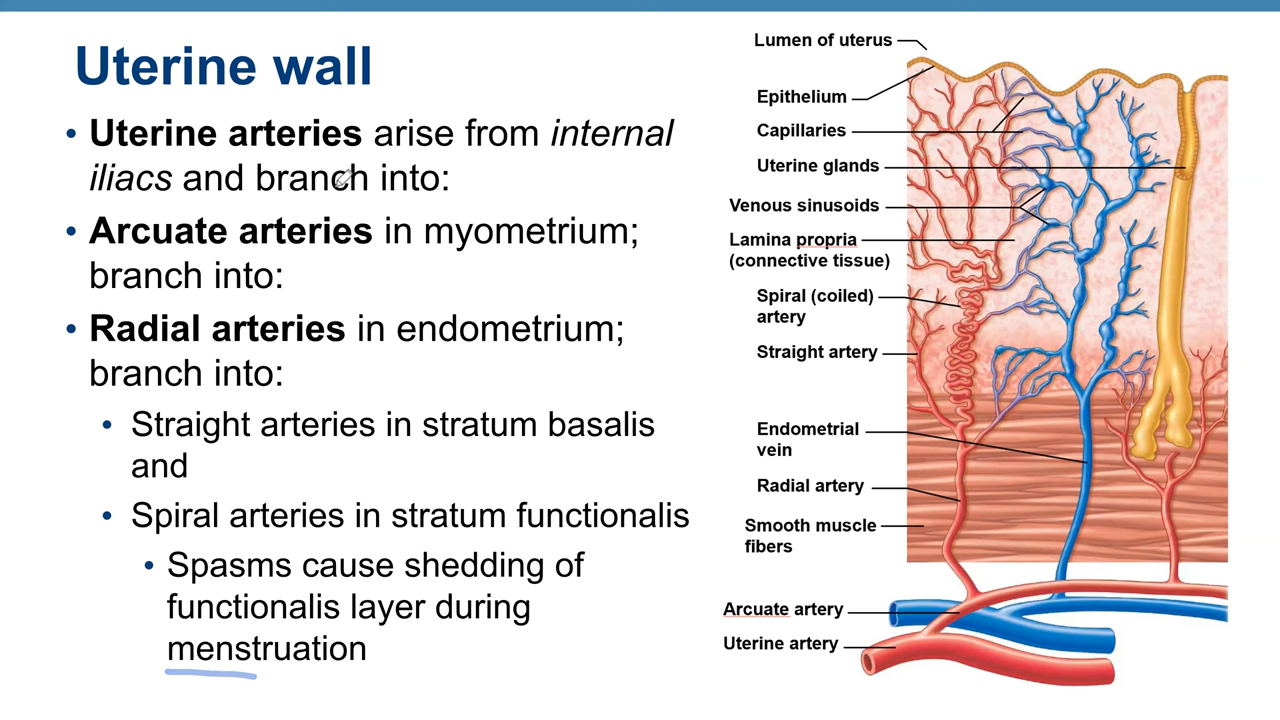 Uterine wall
• Uterine arteries arise from internal
iliacs and branch into:
• Arcuate arteries in myometrium;
branch into:
• Radial arteries in endometrium;
branch into:
• Straight arteries in stratum basalis
and
• Spiral arteries in stratum functionalis
• Spasms cause shedding of
functionalis layer during
menstruation
Lumen of uterus
Epithelium
Capillaries
Uterine glands
Venous sinusoids
Lamina propria
(connective tissue)
Spiral (coiled)
artery
Straight artery
Endometrial
vein
Radial artery
Smooth muscle
fibers
Arcuate artery
Uterine artery